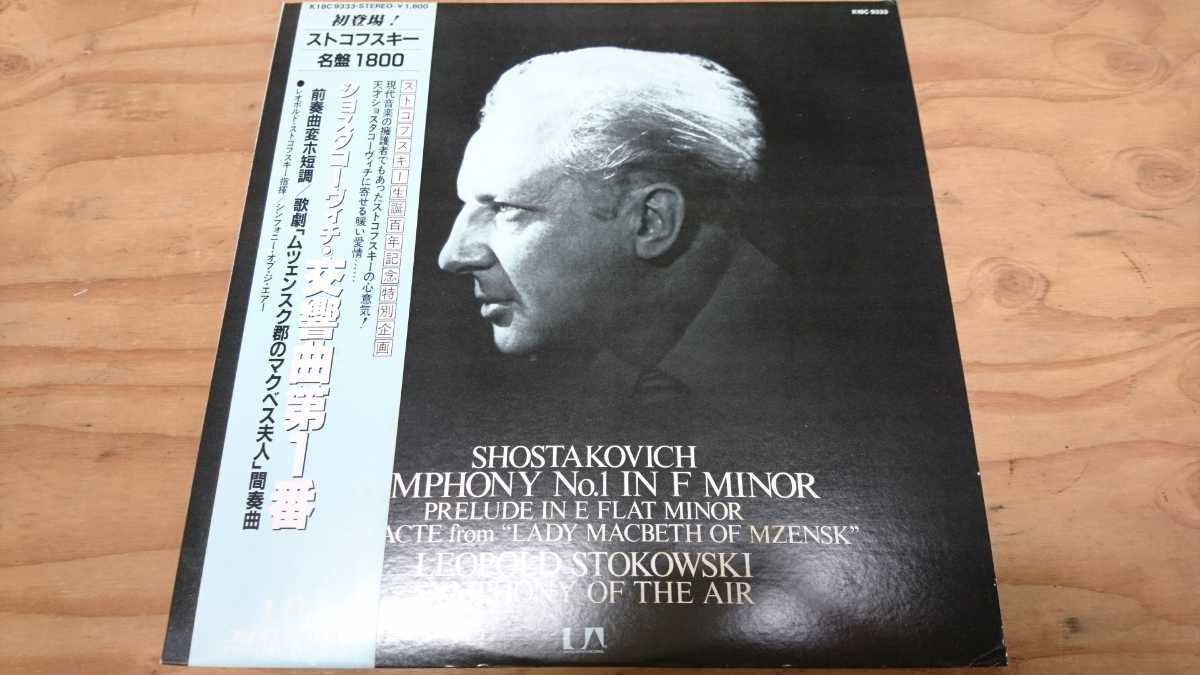 K18C 9333・STEREO・¥1,800
初登場！
ストコフスキー
名盤1800
ストコフスキー生誕百年記念特別企画
現代音楽の擁護者でもあったストコフスキーの心意気！
天才ショスタコーヴィチに寄せる暖い愛情……
ショスタコーヴィチ・交響曲第1番
前奏曲変ホ短調／歌劇「ムツェンスク郡のマクベス夫人」間奏曲
●レオポルド・ストコフスキー指揮／シンフォニー・オブ・ジ・エアー
K18C 9333
SHOSTAKOVICH
MPHONY No.1 IN F MINOR
PRELUDE IN E FLAT MINOR
ACTE from “LADY MACBETH OF MZENSK”
LEOPOLD STOKOWSKI
PHONY OF THE AIR
UA